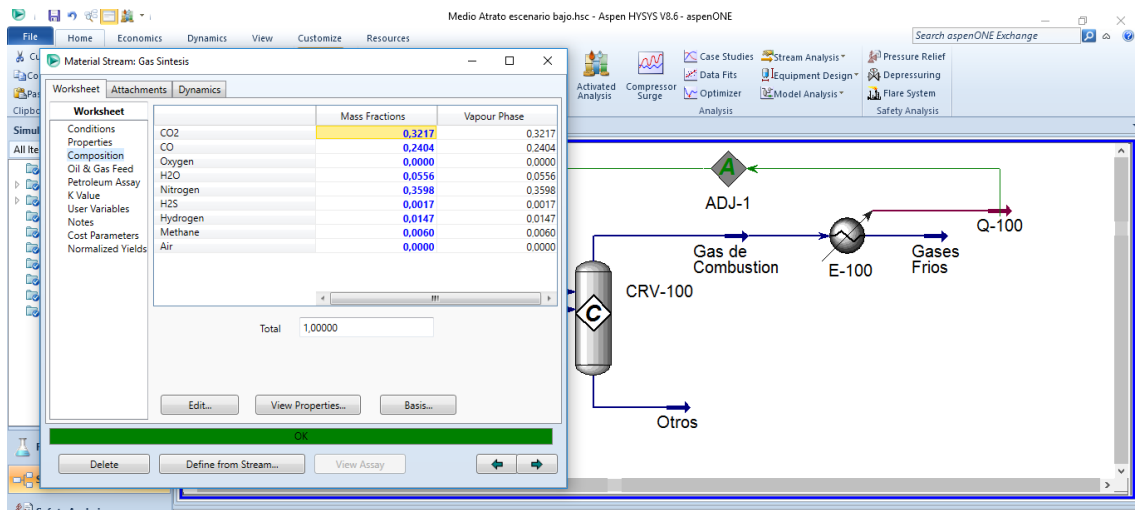 Medio Atrato escenario bajo.hsc - Aspen HYSYS V8.6 - aspenONE
File Home Economics Dynamics View Customize Resources
Search aspenONE Exchange
Case Studies Stream Analysis Pressure Relief
Data Fits Equipment Design Depressuring
Activated Analysis Compressor Surge Optimizer Model Analysis Flare System
Analysis Safety Analysis
Material Stream: Gas Sintesis
Worksheet Attachments Dynamics
Worksheet
Conditions
Properties
Composition
Oil & Gas Feed
Petroleum Assay
K Value
User Variables
Notes
Cost Parameters
Normalized Yields
Mass Fractions Vapour Phase
CO2 0,3217 0,3217
CO 0,2404 0,2404
Oxygen 0,0000 0,0000
H2O 0,0556 0,0556
Nitrogen 0,3598 0,3598
H2S 0,0017 0,0017
Hydrogen 0,0147 0,0147
Methane 0,0060 0,0060
Air 0,0000 0,0000
Total 1,00000
Edit... View Properties... Basis...
OK
Delete Define from Stream... View Assay
A
ADJ-1
Q-100
Gas de
Combustion
E-100
Gases
Frios
CRV-100
C
Otros